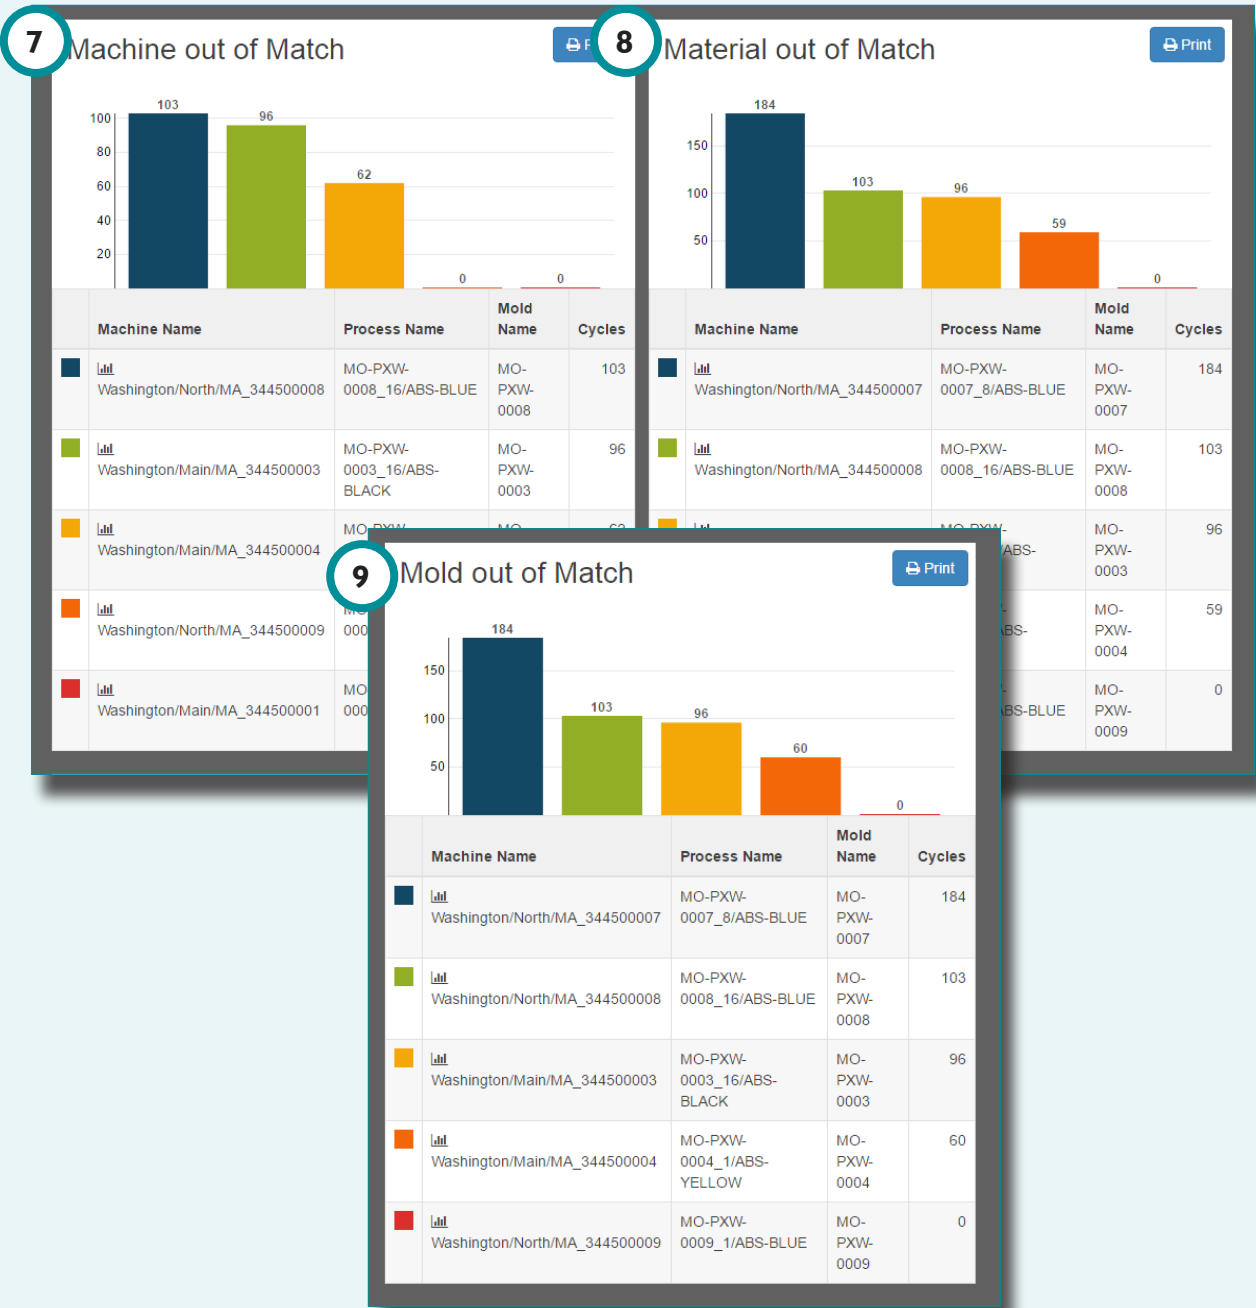 7
Machine out of Match
103
96
62
0
0
100
80
60
40
20
Machine Name
Process Name
Mold
Name
Cycles
Washington/North/MA_344500008
MO-PXW-
0008_16/ABS-BLUE
MO-
PXW-
0008
103
Washington/Main/MA_344500003
MO-PXW-
0003_16/ABS-
BLACK
MO-
PXW-
0003
96
Washington/Main/MA_344500004
Washington/North/MA_344500009
Washington/Main/MA_344500001
8
Material out of Match
Print
184
103
96
59
0
150
100
50
Machine Name
Process Name
Mold
Name
Cycles
Washington/North/MA_344500007
MO-PXW-
0007_8/ABS-BLUE
MO-
PXW-
0007
184
Washington/North/MA_344500008
MO-PXW-
0008_16/ABS-BLUE
MO-
PXW-
0008
103
MO-
PXW-
0003
96
MO-
PXW-
0004
59
MO-
PXW-
0009
0
9
Mold out of Match
Print
184
103
96
60
0
150
100
50
Machine Name
Process Name
Mold
Name
Cycles
Washington/North/MA_344500007
MO-PXW-
0007_8/ABS-BLUE
MO-
PXW-
0007
184
Washington/North/MA_344500008
MO-PXW-
0008_16/ABS-BLUE
MO-
PXW-
0008
103
Washington/Main/MA_344500003
MO-PXW-
0003_16/ABS-
BLACK
MO-
PXW-
0003
96
Washington/Main/MA_344500004
MO-PXW-
0004_1/ABS-
YELLOW
MO-
PXW-
0004
60
Washington/North/MA_344500009
MO-PXW-
0009_1/ABS-BLUE
MO-
PXW-
0009
0